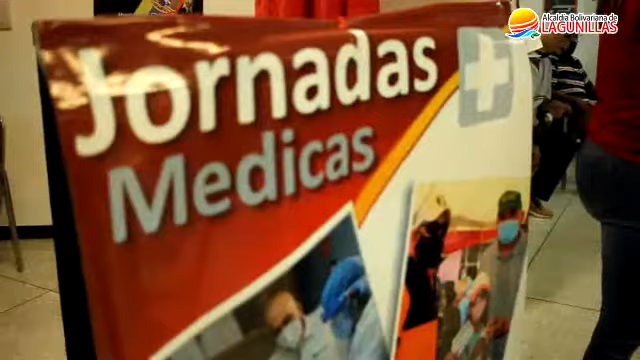 Alcaldía Bolivariana de
LAGUNILLAS
Jornadas
Medicas